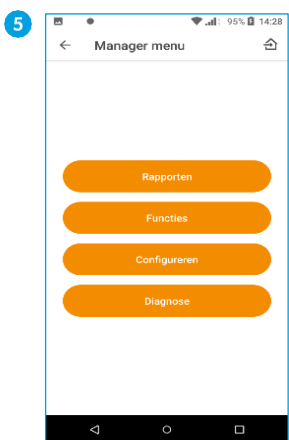 5
95% 14:28
Manager menu
Rapporten
Functies
Configureren
Diagnose